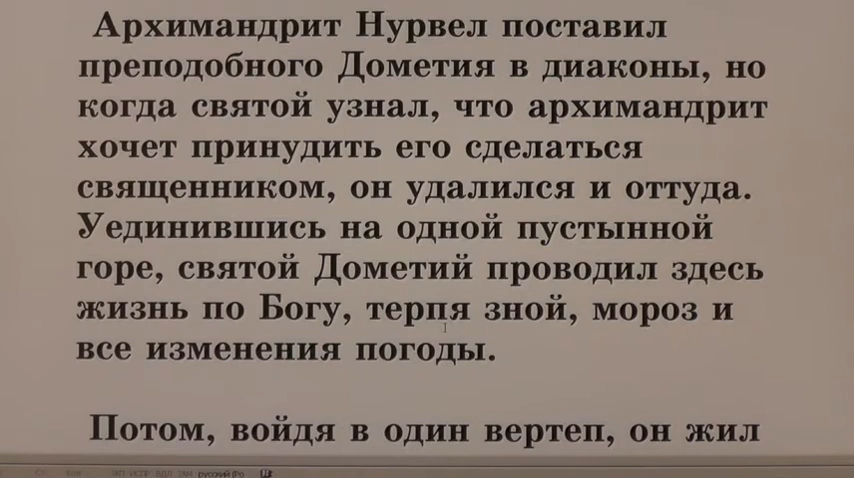 Архимандрит Нурвел поставил
преподобного Дометия в диаконы, но
когда святой узнал, что архимандрит
хочет принудить его сделаться
священником, он удалился и оттуда.
Уединившись на одной пустынной
горе, святой Дометий проводил здесь
жизнь по Богу, терпя зной, мороз и
все изменения погоды.
Потом, войдя в один вертеп, он жил
русский (Ро